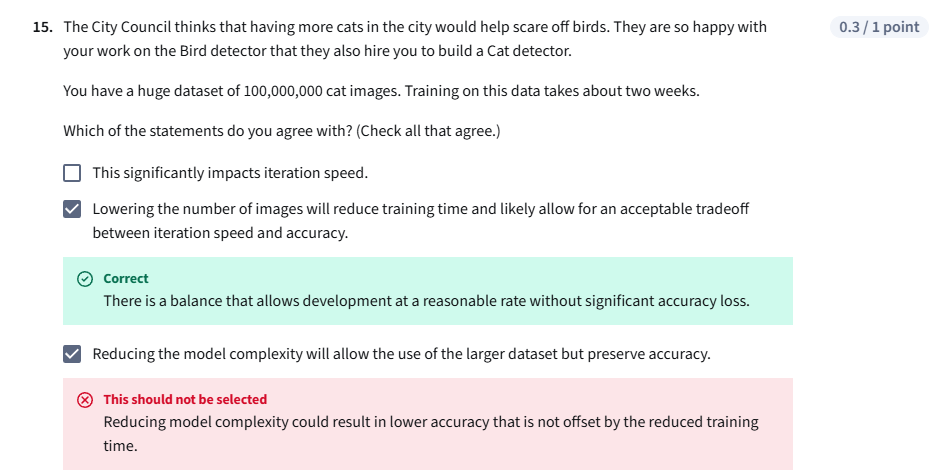 15. The City Council thinks that having more cats in the city would help scare off birds. They are so happy with
0.3 / 1 point
your work on the Bird detector that they also hire you to build a Cat detector.
You have a huge dataset of 100,000,000 cat images. Training on this data takes about two weeks.
Which of the statements do you agree with? (Check all that agree.)
This significantly impacts iteration speed.
Lowering the number of images will reduce training time and likely allow for an acceptable tradeoff
between iteration speed and accuracy.
Correct
There is a balance that allows development at a reasonable rate without significant accuracy loss.
Reducing the model complexity will allow the use of the larger dataset but preserve accuracy.
This should not be selected
Reducing model complexity could result in lower accuracy that is not offset by the reduced training
time.